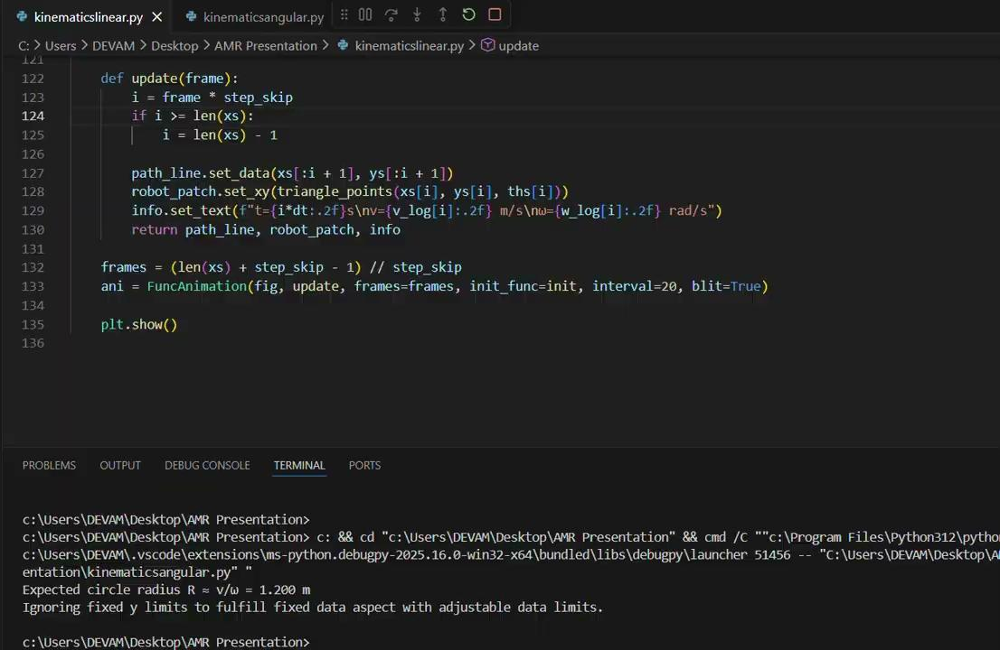 kinematicslinear.py
kinematicsangular.py
C: > Users > DEVAM > Desktop > AMR Presentation > kinematicslinear.py > update
121
122 def update(frame):
123 i = frame * step_skip
124 if i >= len(xs):
125 i = len(xs) - 1
126
127 path_line.set_data(xs[:i + 1], ys[:i + 1])
128 robot_patch.set_xy(triangle_points(xs[i], ys[i], ths[i]))
129 info.set_text(f"t={i*dt:.2f}s\nv={v_log[i]:.2f} m/s\nω={w_log[i]:.2f} rad/s")
130 return path_line, robot_patch, info
131
132 frames = (len(xs) + step_skip - 1) // step_skip
133 ani = FuncAnimation(fig, update, frames=frames, init_func=init, interval=20, blit=True)
134
135 plt.show()
136
PROBLEMS OUTPUT DEBUG CONSOLE TERMINAL PORTS
c:\Users\DEVAM\Desktop\AMR Presentation>
c:\Users\DEVAM\Desktop\AMR Presentation> c: && cd "c:\Users\DEVAM\Desktop\AMR Presentation" && cmd /C ""c:\Program Files\Python312\pytho
c:\Users\DEVAM\.vscode\extensions\ms-python.debugpy-2025.16.0-win32-x64\bundled\libs\debugpy\launcher 51456 -- "C:\Users\DEVAM\Desktop\A
entation\kinematicsangular.py" "
Expected circle radius R ≈ v/ω = 1.200 m
Ignoring fixed y limits to fulfill fixed data aspect with adjustable data limits.
c:\Users\DEVAM\Desktop\AMR Presentation>